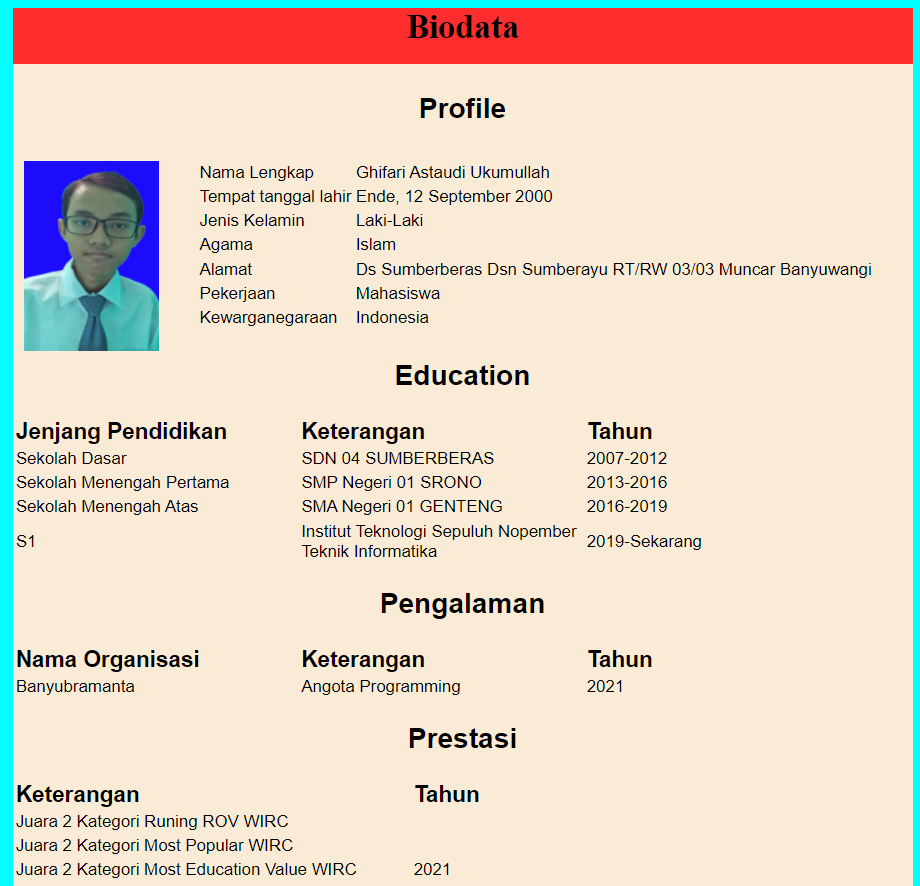 Biodata
Profile
Nama Lengkap Ghifari Astaudi Ukumullah
Tempat tanggal lahir Ende, 12 September 2000
Jenis Kelamin Laki-Laki
Agama Islam
Alamat Ds Sumberberas Dsn Sumberayu RT/RW 03/03 Muncar Banyuwangi
Pekerjaan Mahasiswa
Kewarganegaraan Indonesia
Education
Jenjang Pendidikan Keterangan Tahun
Sekolah Dasar SDN 04 SUMBERBERAS 2007-2012
Sekolah Menengah Pertama SMP Negeri 01 SRONO 2013-2016
Sekolah Menengah Atas SMA Negeri 01 GENTENG 2016-2019
S1 Institut Teknologi Sepuluh Nopember 2019-Sekarang
Teknik Informatika
Pengalaman
Nama Organisasi Keterangan Tahun
Banyubramanta Angota Programming 2021
Prestasi
Keterangan Tahun
Juara 2 Kategori Runing ROV WIRC
Juara 2 Kategori Most Popular WIRC
Juara 2 Kategori Most Education Value WIRC 2021